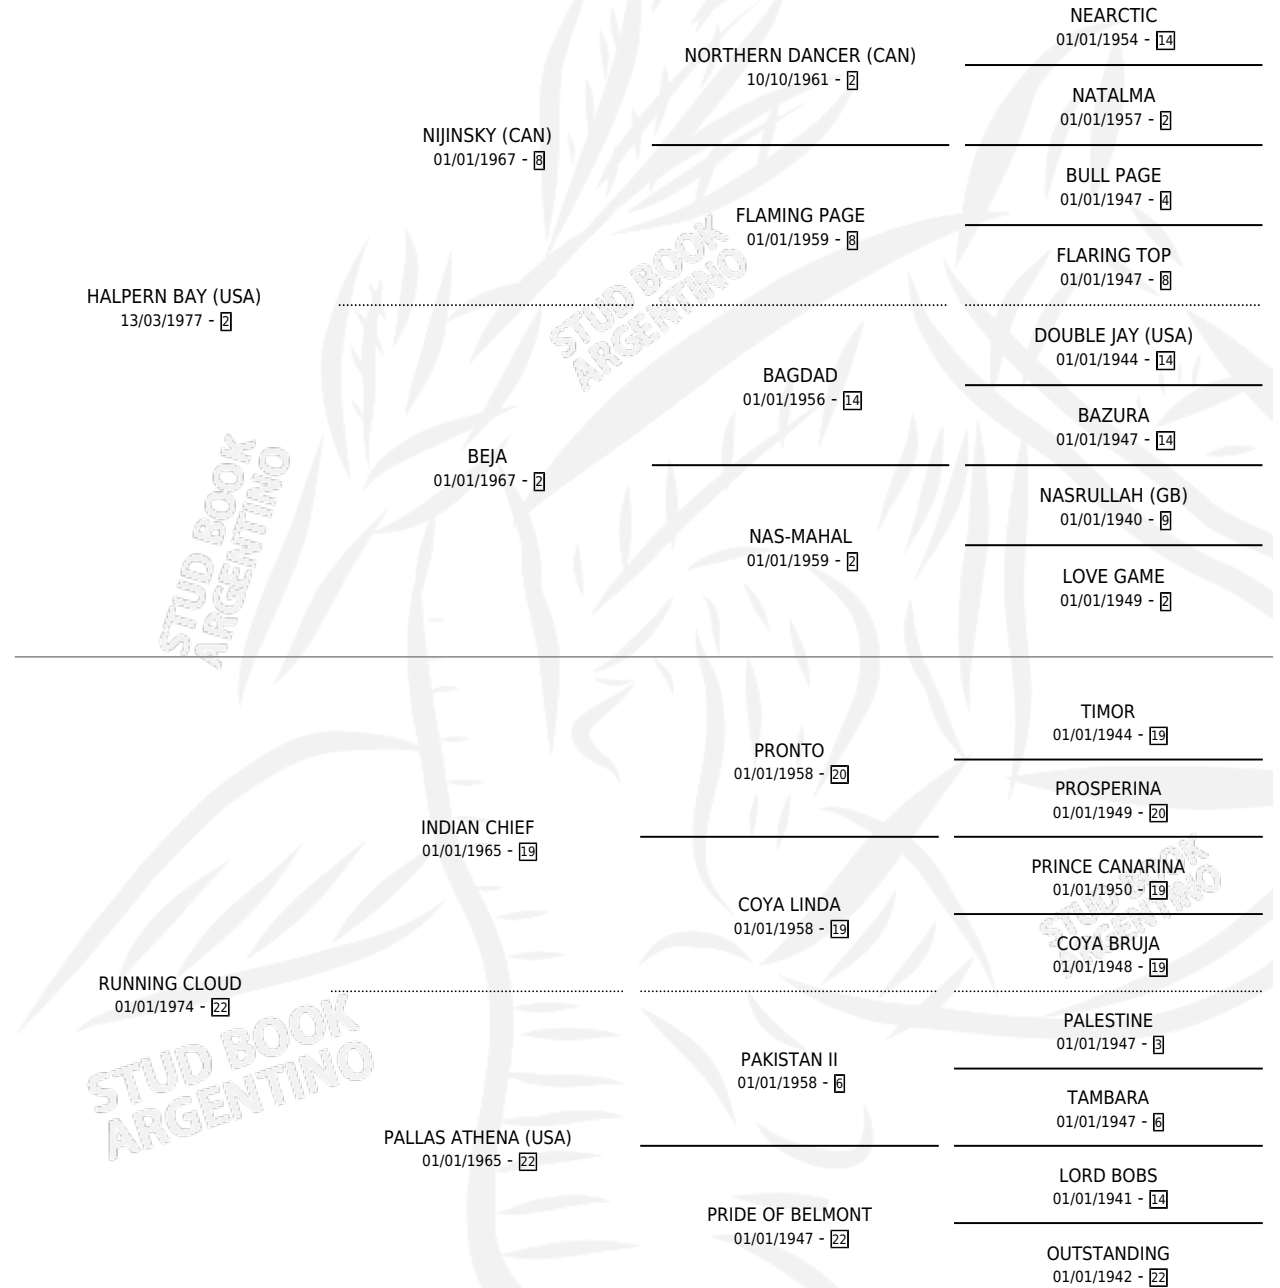 NEARCTIC
01/01/1954 - 14
NORTHERN DANCER (CAN)
10/10/1961 - 2
NATALMA
01/01/1957 - 2
NIJINSKY (CAN)
01/01/1967 - 8
BULL PAGE
01/01/1947 - 4
FLAMING PAGE
01/01/1959 - 8
FLARING TOP
01/01/1947 - 8
HALPERN BAY (USA)
13/03/1977 - 2
DOUBLE JAY (USA)
01/01/1944 - 14
BAGDAD
01/01/1956 - 14
BAZURA
01/01/1947 - 14
BEJA
01/01/1967 - 2
NASRULLAH (GB)
01/01/1940 - 9
NAS-MAHAL
01/01/1959 - 2
LOVE GAME
01/01/1949 - 2
STUD BOOK
ARGENTINO
STUD BOOK
ARGENTINO
TIMOR
01/01/1944 - 19
PRONTO
01/01/1958 - 20
PROSPERINA
01/01/1949 - 20
INDIAN CHIEF
01/01/1965 - 19
PRINCE CANARINA
01/01/1950 - 19
COYA LINDA
01/01/1958 - 19
COYA BRUJA
01/01/1948 - 19
RUNNING CLOUD
01/01/1974 - 22
PALESTINE
01/01/1947 - 3
PAKISTAN II
01/01/1958 - 6
TAMBARA
01/01/1947 - 6
PALLAS ATHENA (USA)
01/01/1965 - 22
LORD BOBS
01/01/1941 - 14
PRIDE OF BELMONT
01/01/1947 - 22
OUTSTANDING
01/01/1942 - 22
STUD BOOK
ARGENTINO
STUD BOOK
ARGENTINO